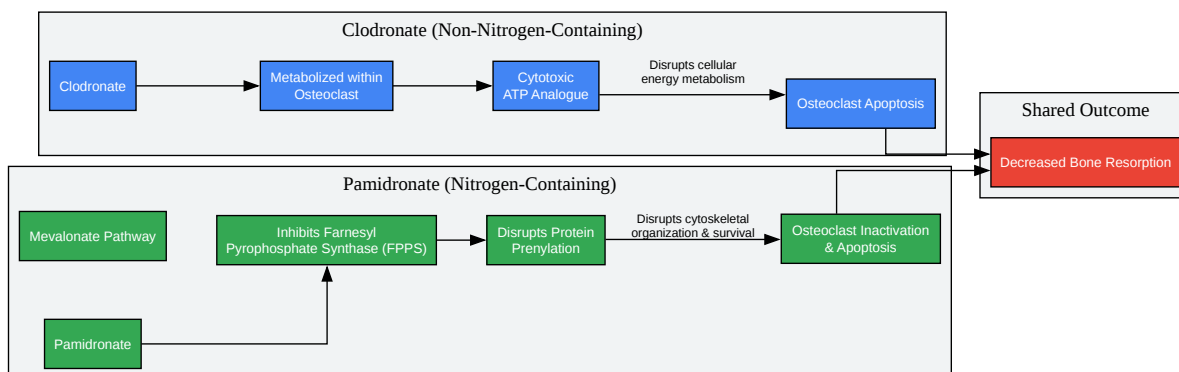 Clodronate (Non-Nitrogen-Containing)
Clodronate
Metabolized within
Osteoclast
Cytotoxic
ATP Analogue
Disrupts cellular
energy metabolism
Osteoclast Apoptosis
Shared Outcome
Decreased Bone Resorption
Pamidronate (Nitrogen-Containing)
Mevalonate Pathway
Inhibits Farnesyl
Pyrophosphate Synthase (FPPS)
Disrupts Protein
Prenylation
Disrupts cytoskeletal
organization & survival
Osteoclast Inactivation
& Apoptosis
Pamidronate